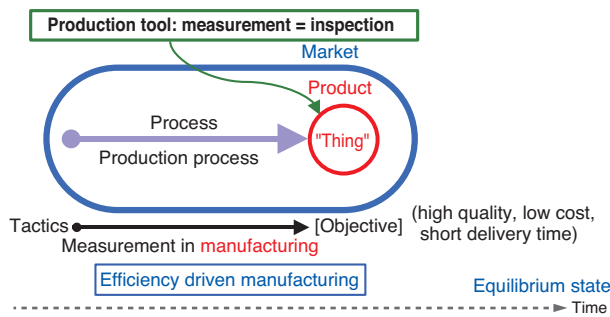 Production tool: measurement = inspection
Market
Product
Process
"Thing"
Production process
Tactics
[Objective]
(high quality, low cost,
short delivery time)
Measurement in manufacturing
Efficiency driven manufacturing
Equilibrium state
Time